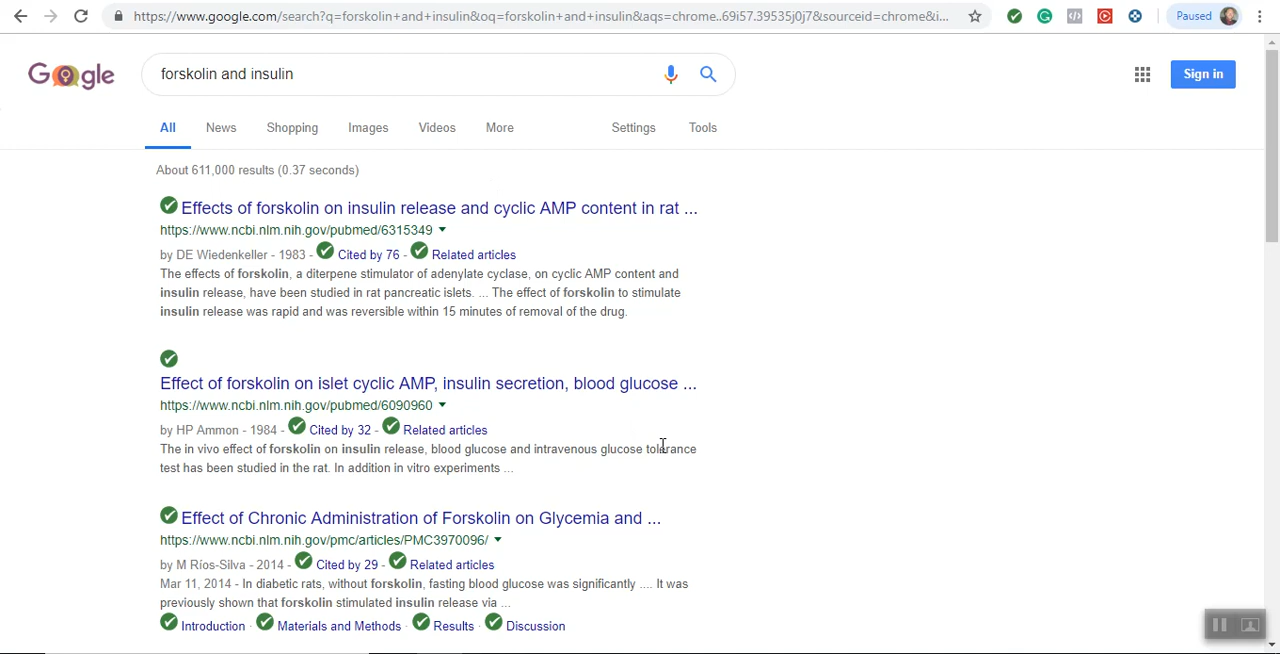 https://www.google.com/search?q=forskolin+and+insulin&oq=forskolin+and+insulin&aqs=chrome..69i57.39535j0j7&sourceid=chrome&i...
Paused
Google
forskolin and insulin
Sign in
All News Shopping Images Videos More Settings Tools
About 611,000 results (0.37 seconds)
Effects of forskolin on insulin release and cyclic AMP content in rat ...
https://www.ncbi.nlm.nih.gov/pubmed/6315349
by DE Wiedenkeller - 1983 - Cited by 76 - Related articles
The effects of forskolin, a diterpene stimulator of adenylate cyclase, on cyclic AMP content and
insulin release, have been studied in rat pancreatic islets. ... The effect of forskolin to stimulate
insulin release was rapid and was reversible within 15 minutes of removal of the drug.
Effect of forskolin on islet cyclic AMP, insulin secretion, blood glucose ...
https://www.ncbi.nlm.nih.gov/pubmed/6090960
by HP Ammon - 1984 - Cited by 32 - Related articles
The in vivo effect of forskolin on insulin release, blood glucose and intravenous glucose tolerance
test has been studied in the rat. In addition in vitro experiments ...
Effect of Chronic Administration of Forskolin on Glycemia and ...
https://www.ncbi.nlm.nih.gov/pmc/articles/PMC3970096/
by M Ríos-Silva - 2014 - Cited by 29 - Related articles
Mar 11, 2014 - In diabetic rats, without forskolin, fasting blood glucose was significantly .... It was
previously shown that forskolin stimulated insulin release via ...
Introduction · Materials and Methods · Results · Discussion